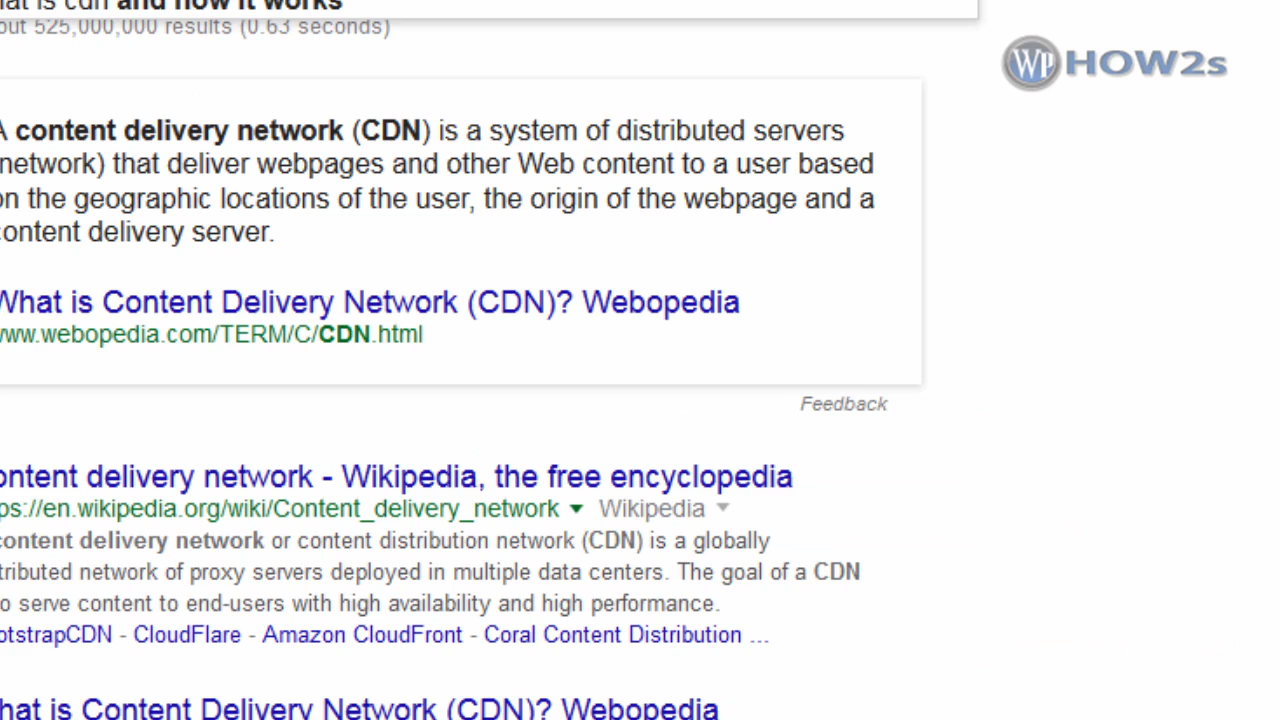 hat is cdn and how it works
out 525,000,000 results (0.63 seconds)
WP HOW2s
A content delivery network (CDN) is a system of distributed servers
network) that deliver webpages and other Web content to a user based
on the geographic locations of the user, the origin of the webpage and a
content delivery server.
What is Content Delivery Network (CDN)? Webopedia
www.webopedia.com/TERM/C/CDN.html
Feedback
ontent delivery network - Wikipedia, the free encyclopedia
ps://en.wikipedia.org/wiki/Content_delivery_network Wikipedia
content delivery network or content distribution network (CDN) is a globally
tributed network of proxy servers deployed in multiple data centers. The goal of a CDN
o serve content to end-users with high availability and high performance.
otstrapCDN - CloudFlare - Amazon CloudFront - Coral Content Distribution ...
hat is Content Delivery Network (CDN)? Webopedia